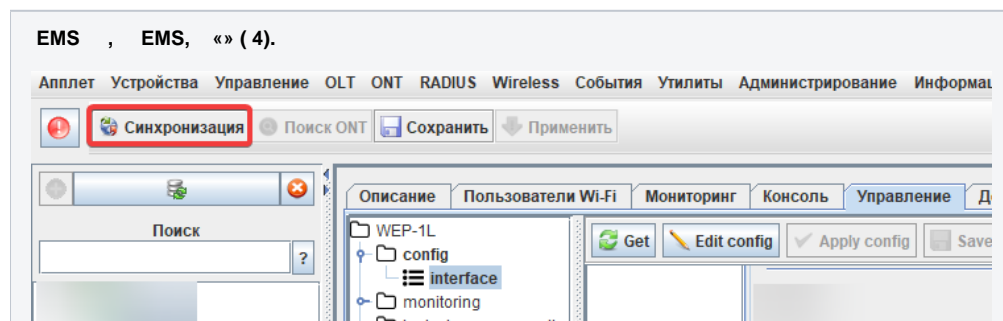 EMS , EMS, «» ( 4).
Апплет Устройства Управление OLT ONT RADIUS Wireless События Утилиты Администрирование
Синхронизация Поиск ONT Сохранить Применить
Описание Пользователи Wi-Fi Мониторинг Консоль Управление
Поиск
?
WEP-1L
Get Edit config Apply config Save
config
interface
monitoring